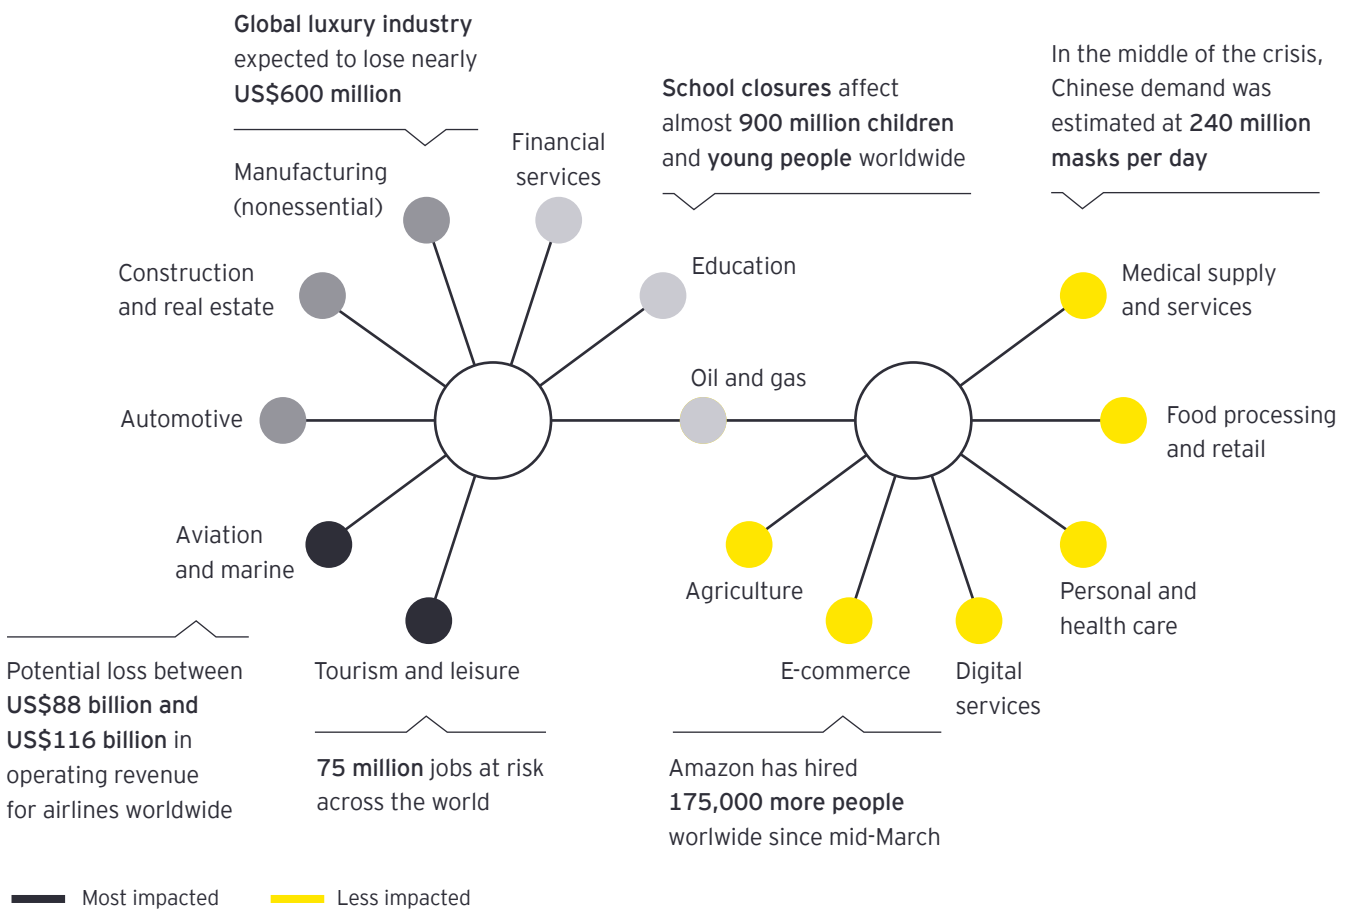 Global luxury industry
expected to lose nearly
US$600 million
School closures affect
almost 900 million children
and young people worldwide
In the middle of the crisis,
Chinese demand was
estimated at 240 million
masks per day
Manufacturing
(nonessential)
Financial
services
Construction
and real estate
Education
Medical supply
and services
Automotive
Oil and gas
Food processing
and retail
Aviation
and marine
Agriculture
Personal and
health care
Tourism and leisure
E-commerce
Digital
services
Potential loss between
US$88 billion and
US$116 billion in
operating revenue
for airlines worldwide
75 million jobs at risk
across the world
Amazon has hired
175,000 more people
worlwide since mid-March
Most impacted
Less impacted